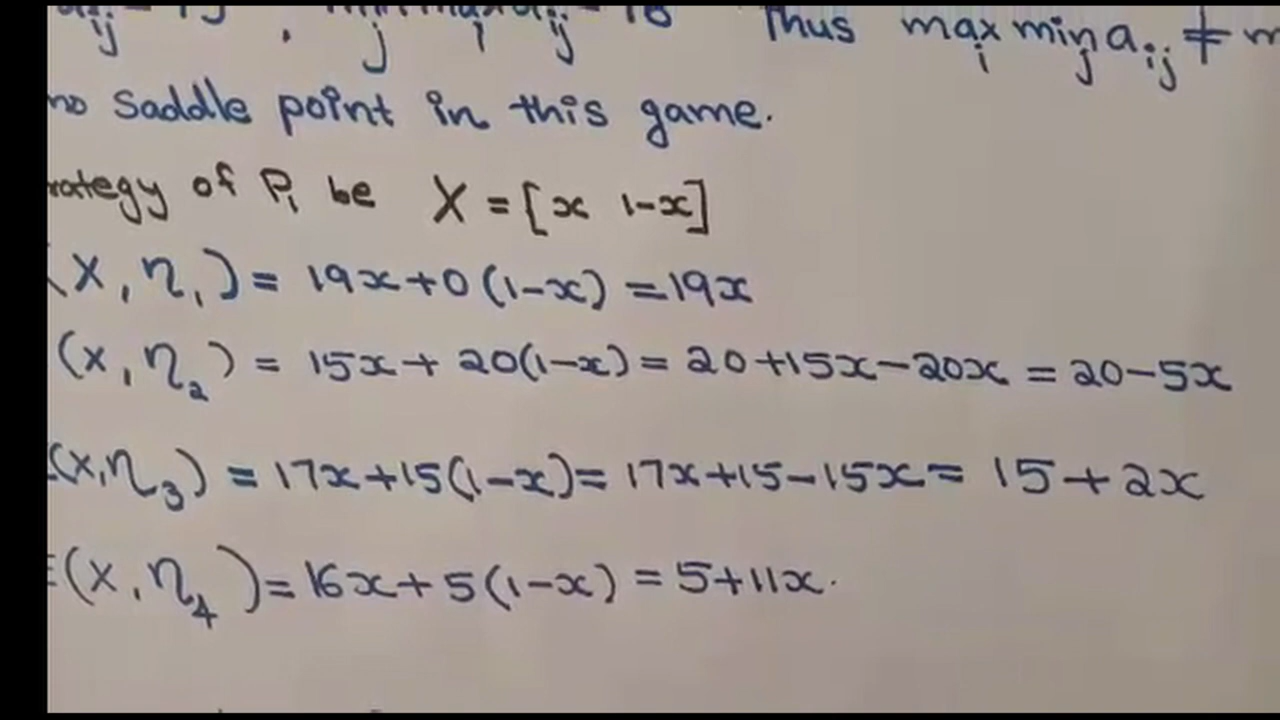 Thus max min a_ij ≠
i j
no saddle point in this game.
of P₁ be X = [x 1-x]
(X, η₁) = 19x+0(1-x) = 19x
(x, η₂) = 15x + 20(1-x) = 20+15x-20x = 20-5x
(x, η₃) = 17x+15(1-x) = 17x+15-15x = 15+2x
E(x, η₄) = 16x+5(1-x) = 5+11x.